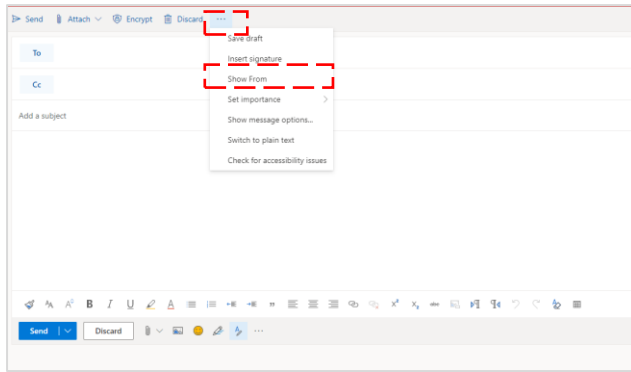 Send Attach Encrypt Discard ...
Save draft
To
Insert signature
Show From
Cc
Set importance
Add a subject
Show message options...
Switch to plain text
Check for accessibility issues
B I U
Send Discard ...